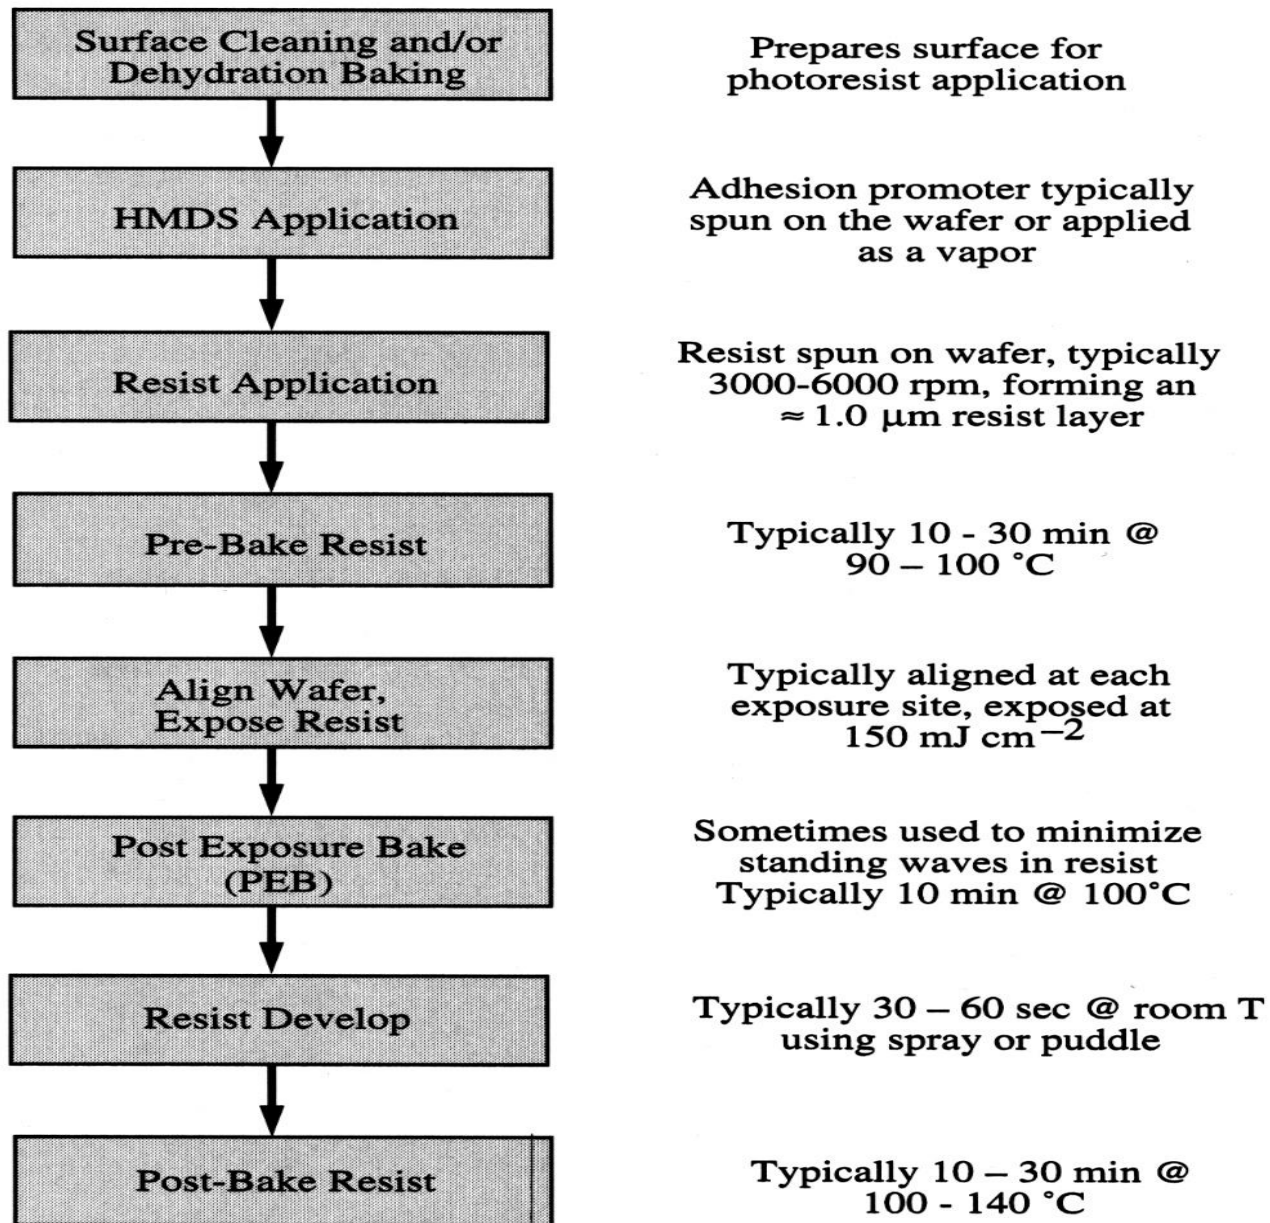 Surface Cleaning and/or
Dehydration Baking
Prepares surface for
photoresist application
HMDS Application
Adhesion promoter typically
spun on the wafer or applied
as a vapor
Resist Application
Resist spun on wafer, typically
3000-6000 rpm, forming an
≈ 1.0 µm resist layer
Pre-Bake Resist
Typically 10 - 30 min @
90 – 100 °C
Align Wafer,
Expose Resist
Typically aligned at each
exposure site, exposed at
150 mJ cm⁻²
Post Exposure Bake
(PEB)
Sometimes used to minimize
standing waves in resist
Typically 10 min @ 100°C
Resist Develop
Typically 30 – 60 sec @ room T
using spray or puddle
Post-Bake Resist
Typically 10 – 30 min @
100 - 140 °C